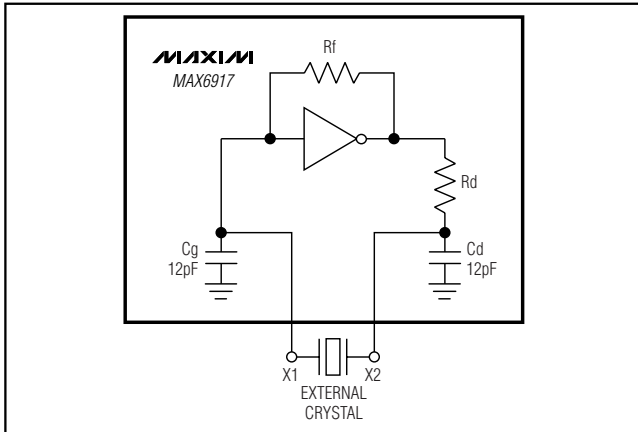 MAXIM
MAX6917
Rf
Rd
Cg
12pF
Cd
12pF
X1
X2
EXTERNAL
CRYSTAL